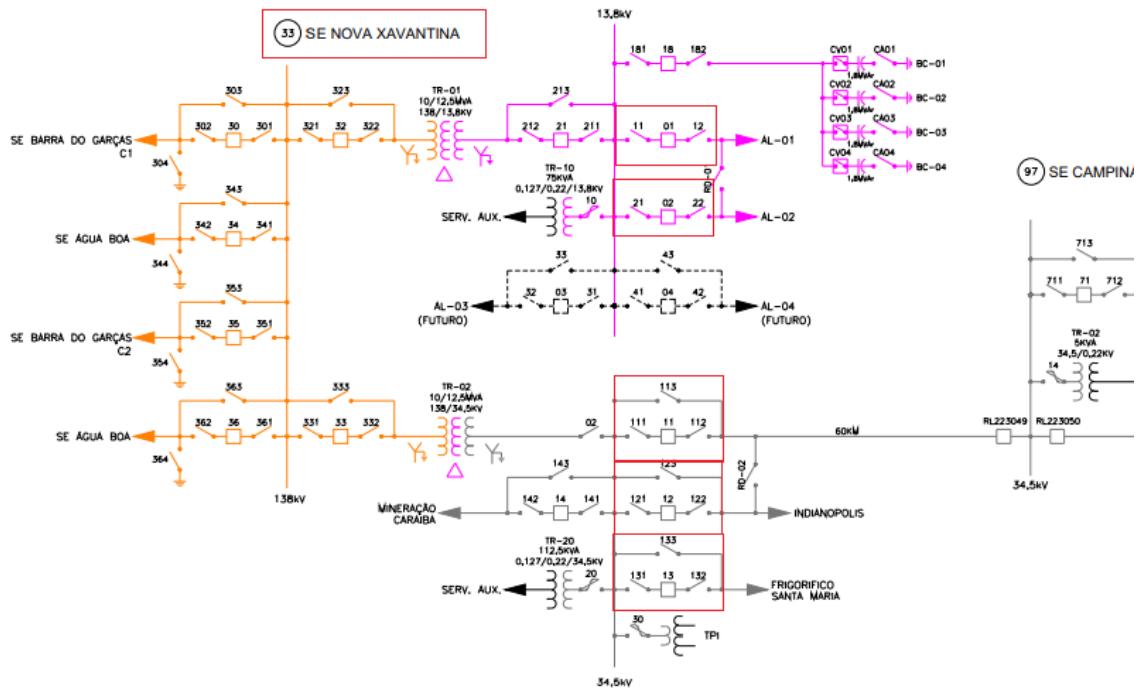 33 SE NOVA XAVANTINA
13,8kV
181 18 182
CV01 CA01
BC-01
1,8MVAr
CV02 CA02
BC-02
1,8MVAr
CV03 CA03
BC-03
1,8MVAr
CV04 CA04
BC-04
1,8MVAr
303
323
TR-01
10/12,5MVA
138/13,8KV
213
302 30 301
321 32 322
212 21 211
11 01 12
SE BARRA DO GARÇAS
C1
AL-01
304
TR-10
75KVA
0,127/0,22/13,8KV
10
RD-01
97 SE CAMPINA
343
SERV. AUX.
21 02 22
AL-02
342 34 341
SE ÁGUA BOA
344
33
43
713
711 71 712
353
AL-03
(FUTURO)
32 03 31
41 04 42
AL-04
(FUTURO)
352 35 351
SE BARRA DO GARÇAS
C2
354
TR-02
5KVA
34,5/0,22KV
14
363
333
TR-02
10/12,5MVA
138/34,5KV
113
362 36 361
331 33 332
02
111 11 112
SE ÁGUA BOA
60KM
RL223049
RL223050
364
143
123
RD-02
138kV
34,5kV
142 14 141
121 12 122
MINERAÇÃO
CARAIBA
INDIANOPOLIS
TR-20
112,5KVA
0,127/0,22/34,5KV
20
133
131 13 132
SERV. AUX.
FRIGORIFICO
SANTA MARIA
30
TP1
34,5kV